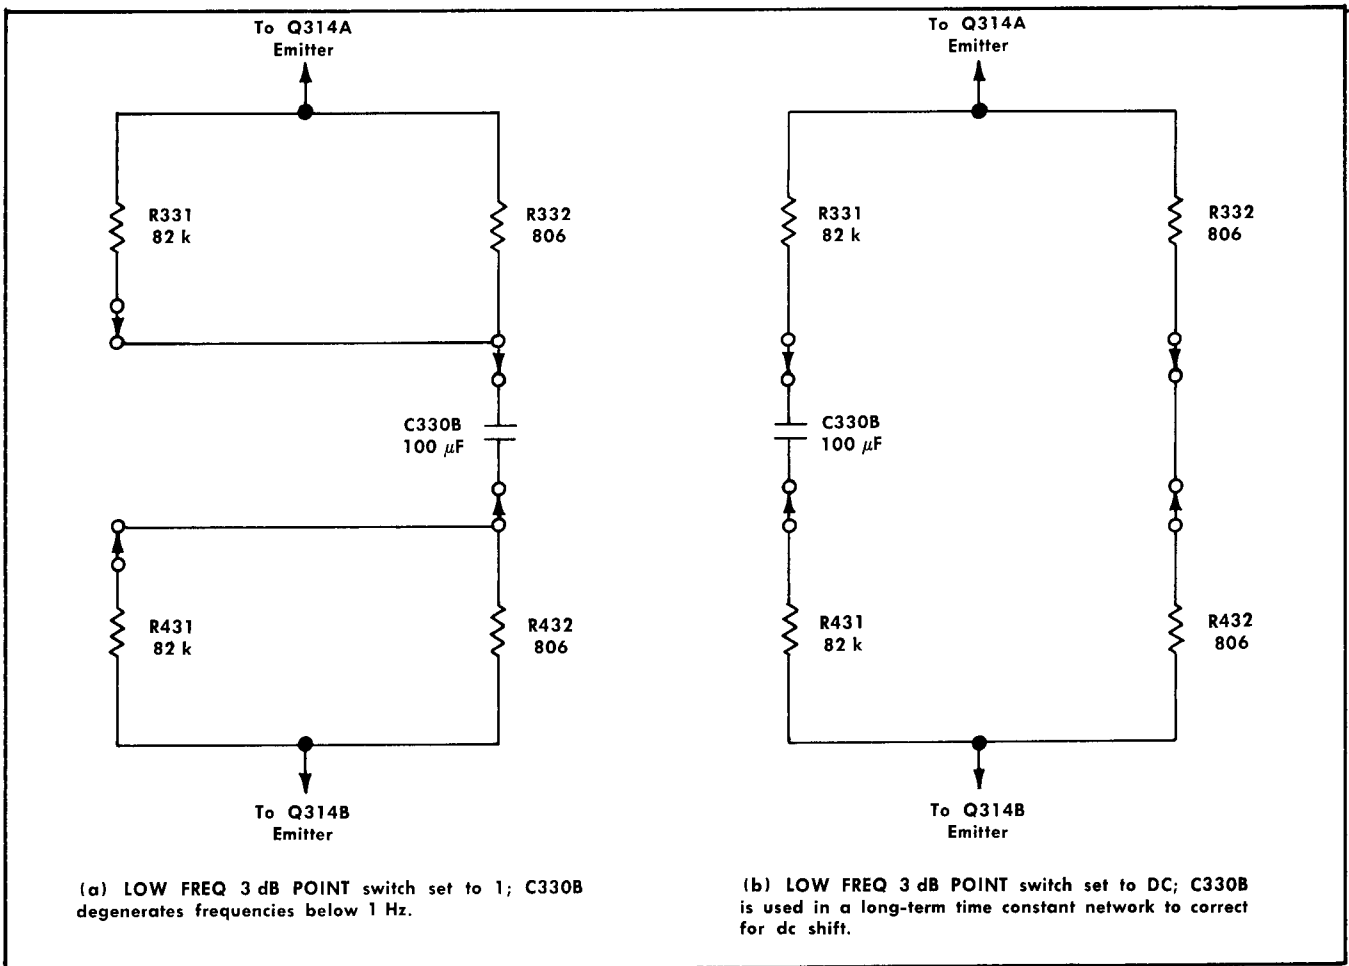 To Q314A
Emitter
R331
82 k
R332
806
C330B
100 μF
R431
82 k
R432
806
To Q314B
Emitter
(a) LOW FREQ 3 dB POINT switch set to 1; C330B
degenerates frequencies below 1 Hz.
To Q314A
Emitter
R331
82 k
R332
806
C330B
100 μF
R431
82 k
R432
806
To Q314B
Emitter
(b) LOW FREQ 3 dB POINT switch set to DC; C330B
is used in a long-term time constant network to correct
for dc shift.